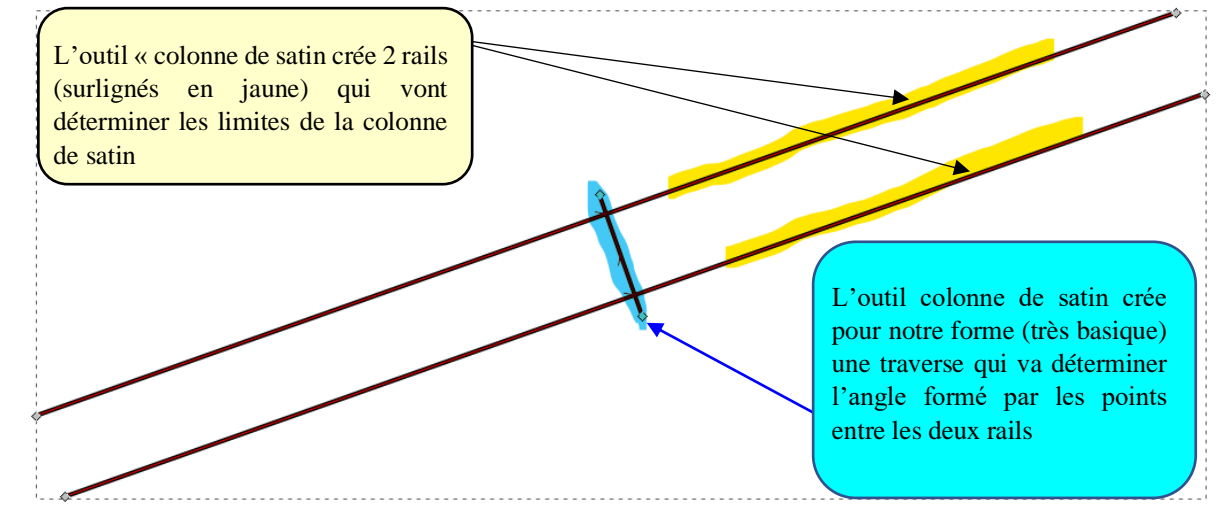 L’outil « colonne de satin crée 2 rails
(surlignés en jaune) qui vont
déterminer les limites de la colonne
de satin
L’outil colonne de satin crée
pour notre forme (très basique)
une traverse qui va déterminer
l’angle formé par les points
entre les deux rails